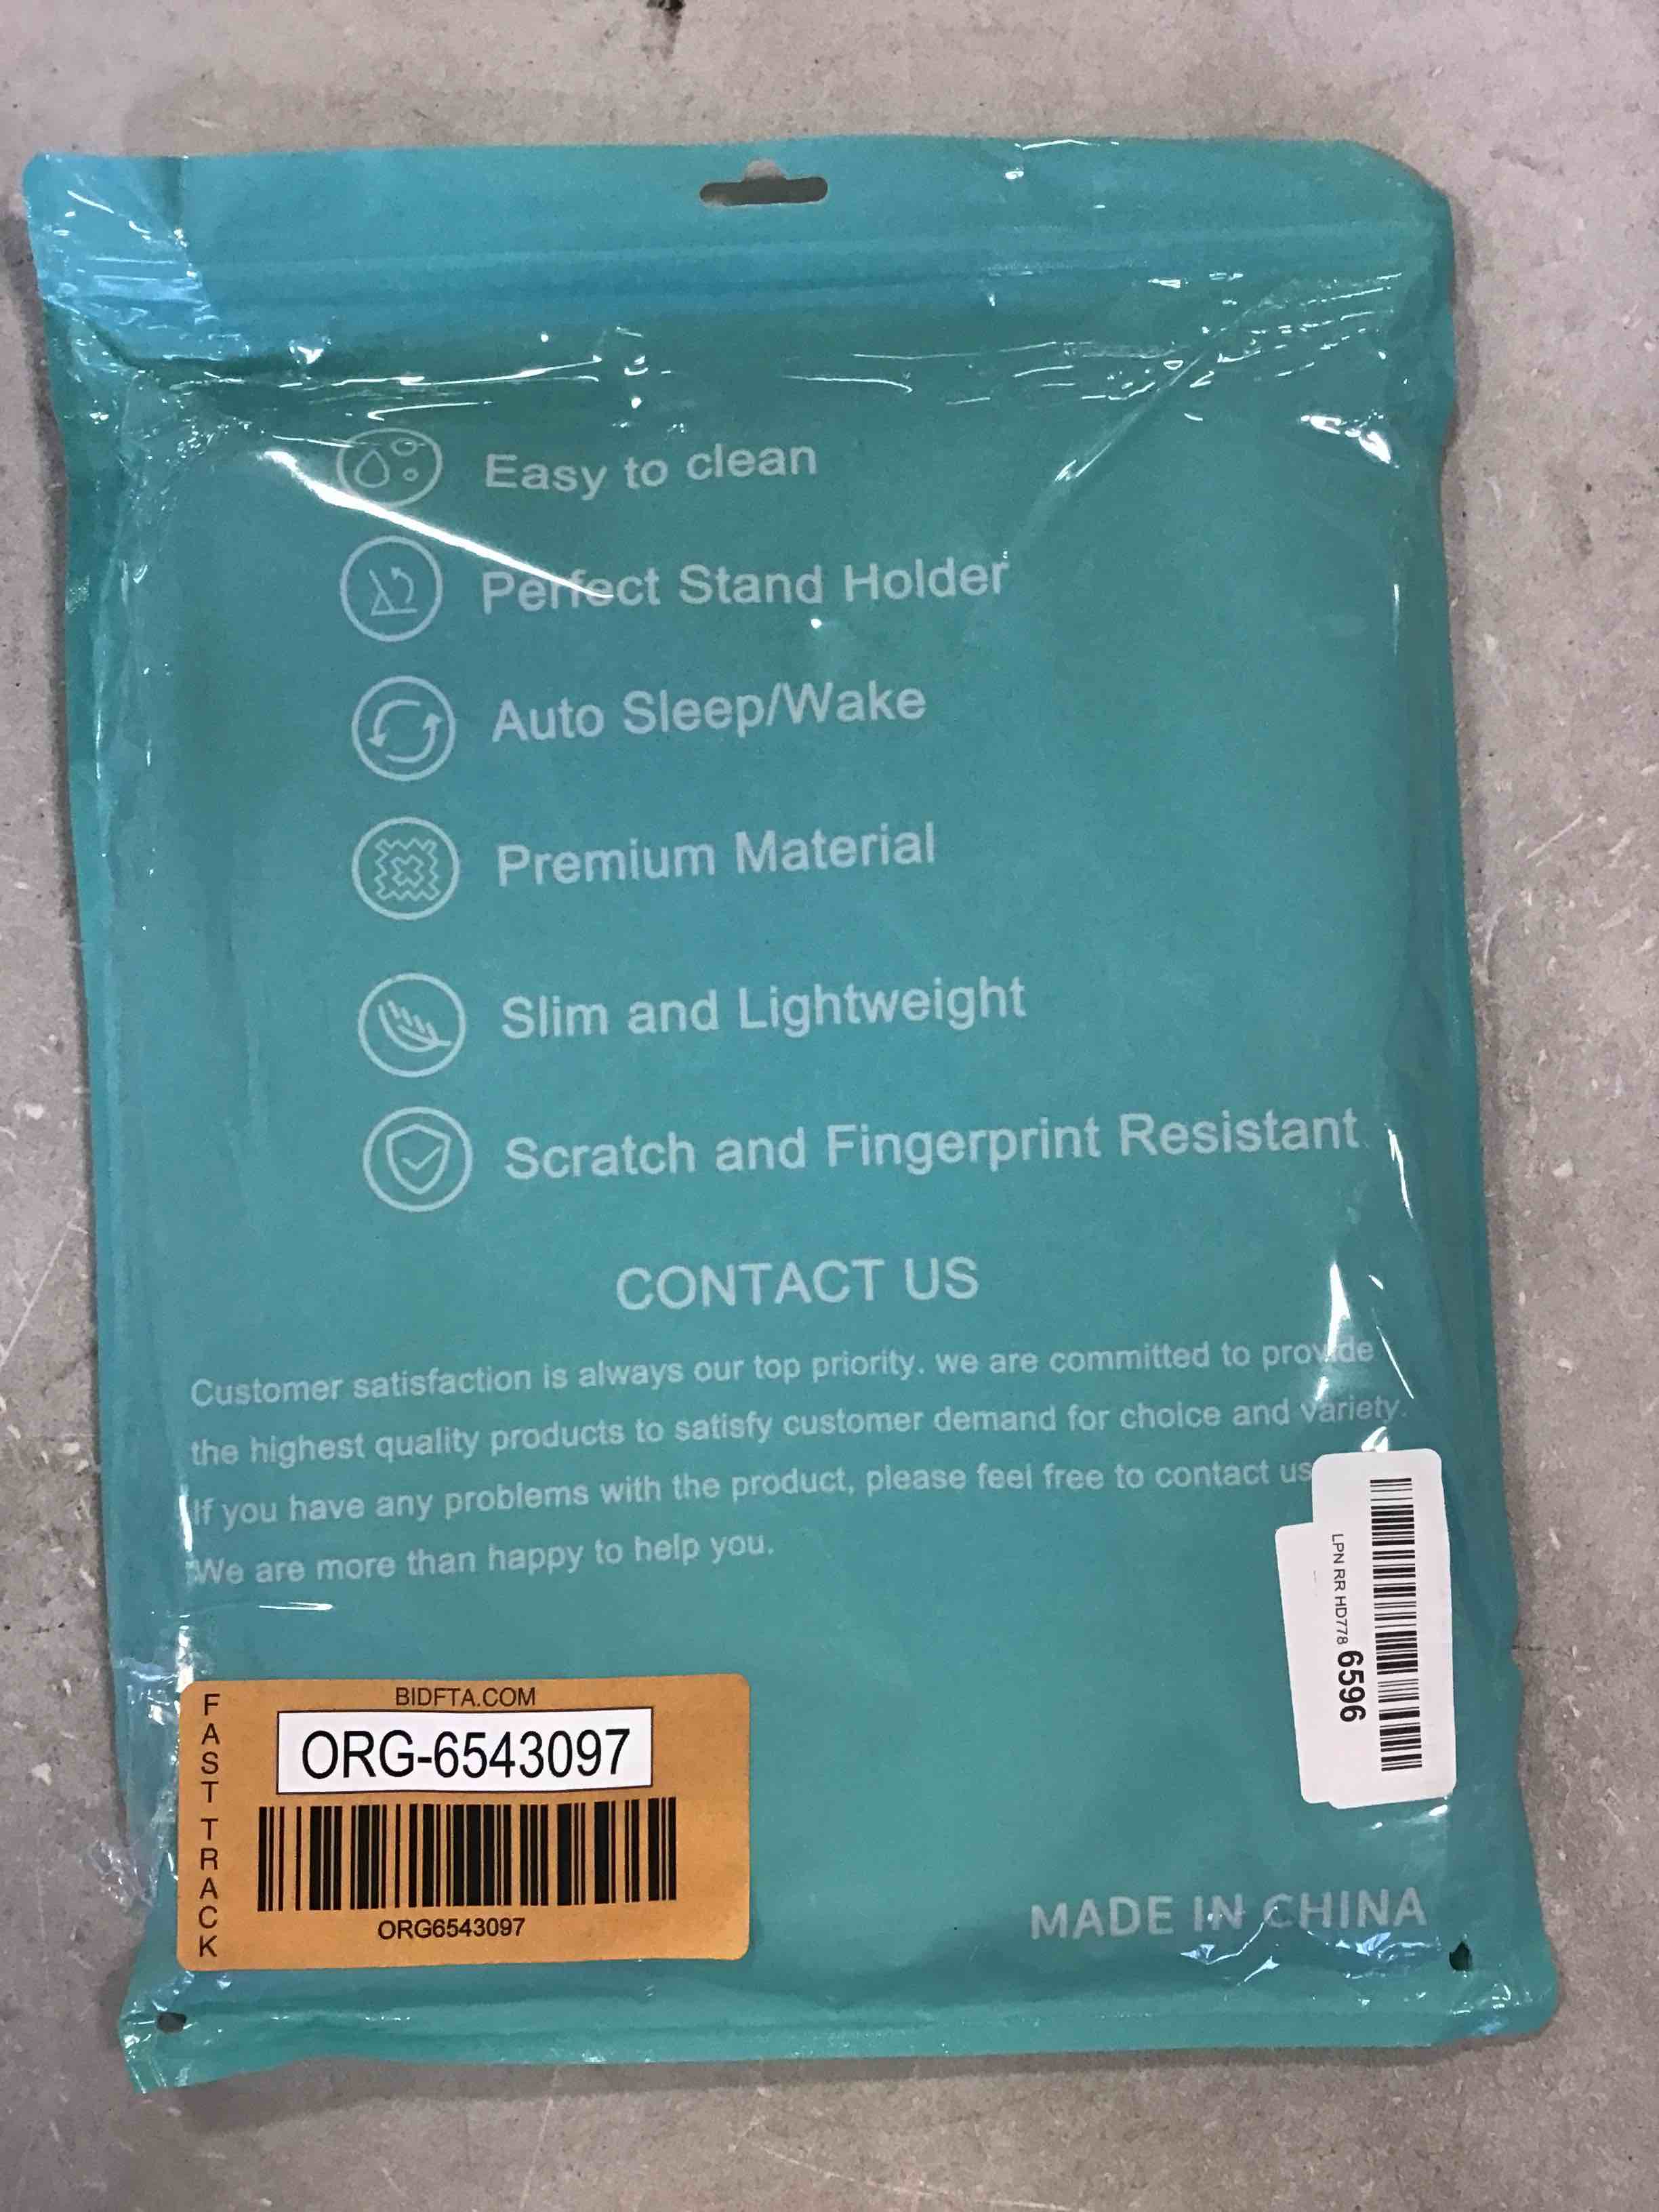 Easy to clean
Perfect Stand Holder
Auto Sleep/Wake
Premium Material
Slim and Lightweight
Scratch and Fingerprint Resistant
CONTACT US
Customer satisfaction is always our top priority. we are committed to provide
the highest quality products to satisfy customer demand for choice and variety.
If you have any problems with the product, please feel free to contact us
We are more than happy to help you.
LPN RR HD778 6596
FAST TRACK
BIDFTA.COM
ORG-6543097
ORG6543097
MADE IN CHINA